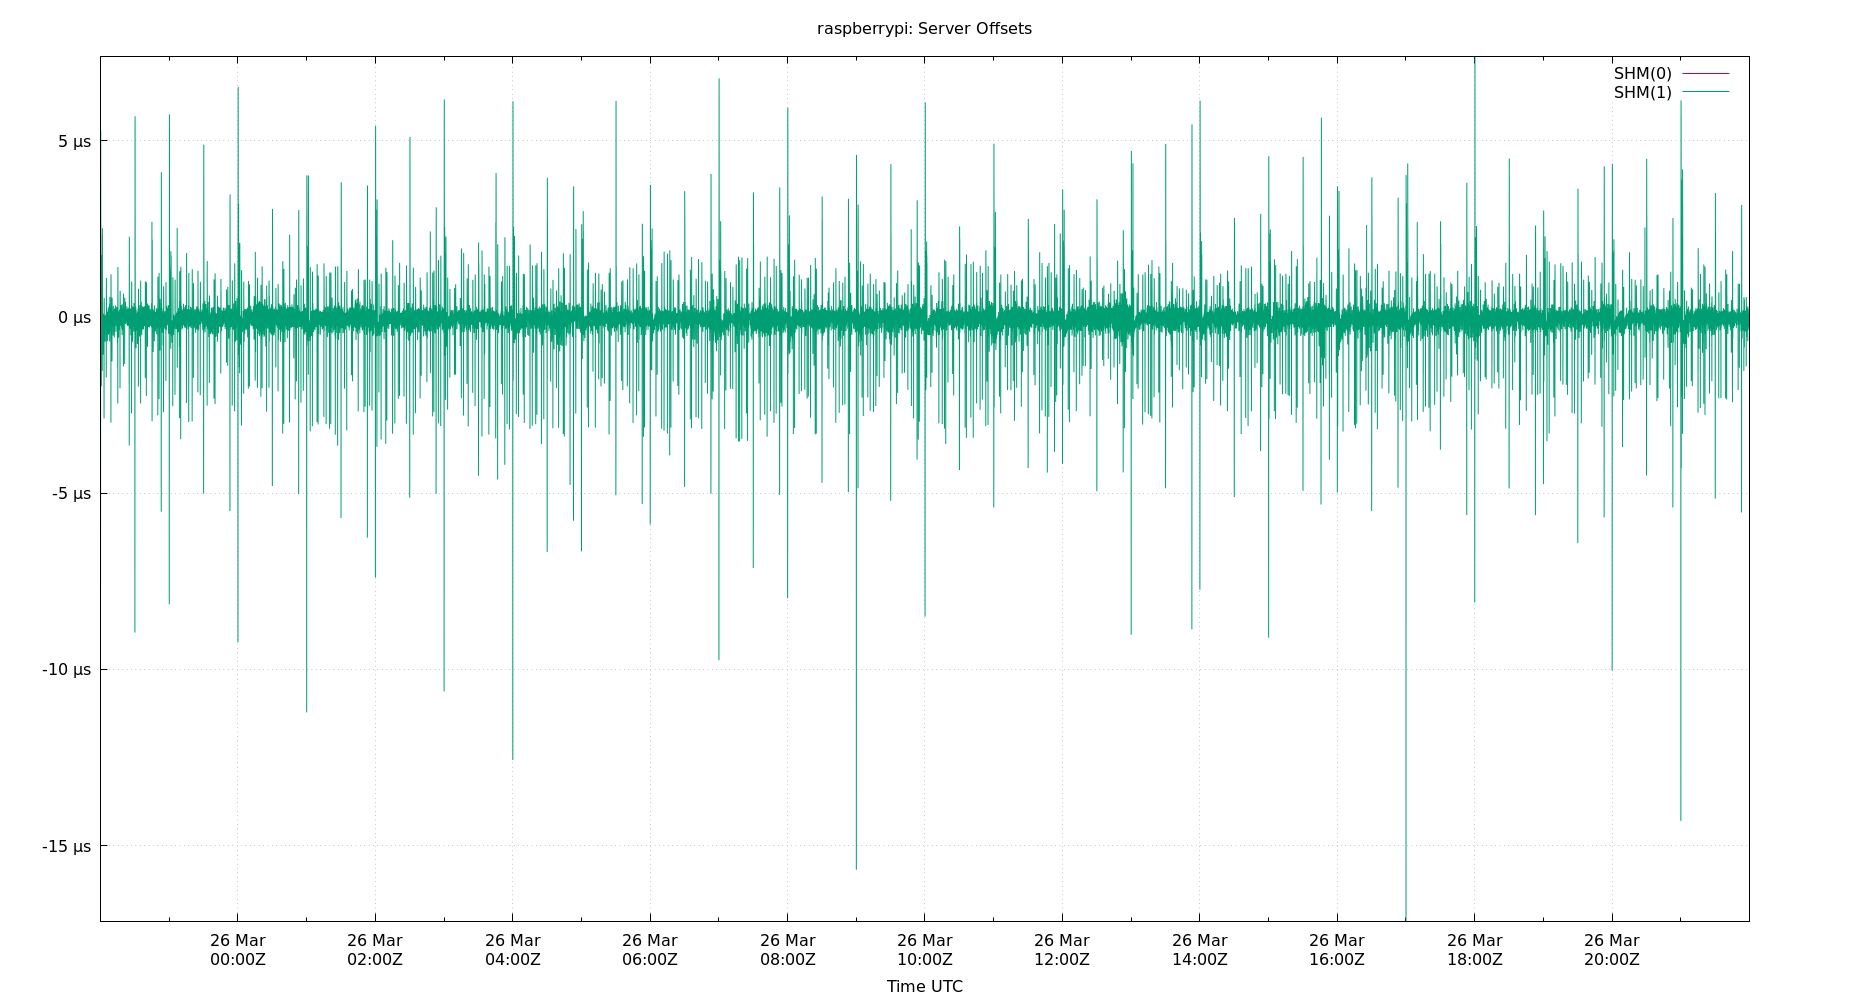 raspberrypi: Server Offsets
SHM(0)
SHM(1)
5 µs
0 µs
-5 µs
-10 µs
-15 µs
26 Mar 26 Mar 26 Mar 26 Mar 26 Mar 26 Mar 26 Mar 26 Mar 26 Mar 26 Mar 26 Mar
00:00Z 02:00Z 04:00Z 06:00Z 08:00Z 10:00Z 12:00Z 14:00Z 16:00Z 18:00Z 20:00Z
Time UTC